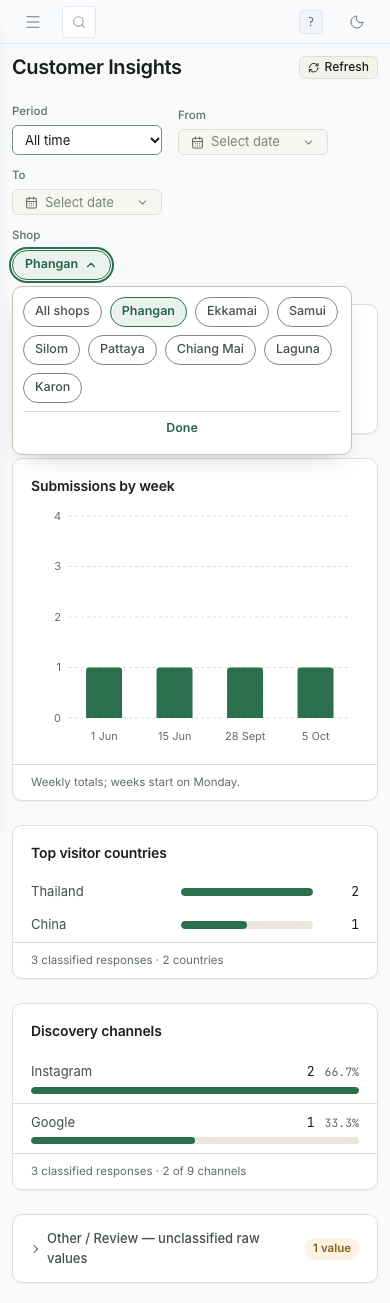 ?
Customer Insights
Refresh
Period
From
All time
Select date
To
Select date
Shop
Phangan
All shops
Phangan
Ekkamai
Samui
Silom
Pattaya
Chiang Mai
Laguna
Karon
Done
Submissions by week
4
3
2
1
0
1 Jun
15 Jun
28 Sept
5 Oct
Weekly totals; weeks start on Monday.
Top visitor countries
Thailand 2
China 1
3 classified responses · 2 countries
Discovery channels
Instagram 2 66.7%
Google 1 33.3%
3 classified responses · 2 of 9 channels
Other / Review — unclassified raw
values
1 value